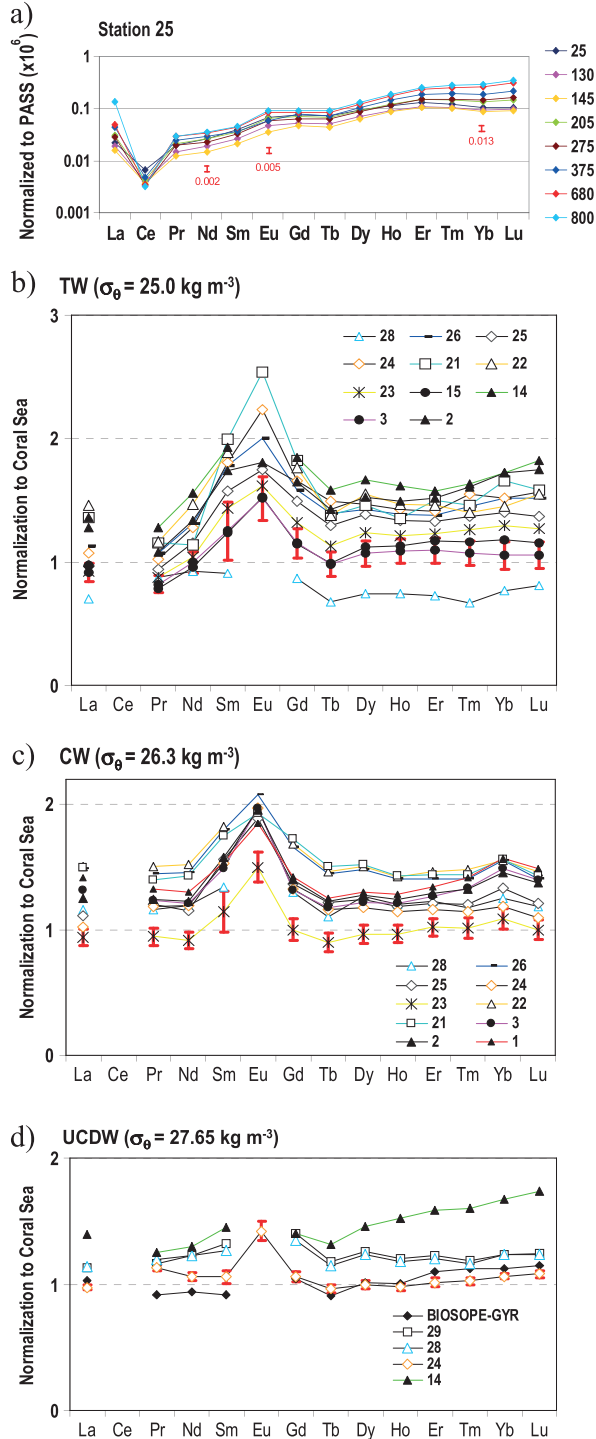 a)
Station 25
Normalized to PASS (x10⁶)
1
0.1
0.01
0.001
0.002
0.005
0.013
La Ce Pr Nd Sm Eu Gd Tb Dy Ho Er Tm Yb Lu
25
130
145
205
275
375
680
800
b) TW (σθ = 25.0 kg m-3)
Normalization to Coral Sea
3
2
1
0
28 26 25
24 21 22
23 15 14
3 2
La Ce Pr Nd Sm Eu Gd Tb Dy Ho Er Tm Yb Lu
c) CW (σθ = 26.3 kg m-3)
Normalization to Coral Sea
2
1
0
28 26
25 24
23 22
21 3
2 1
La Ce Pr Nd Sm Eu Gd Tb Dy Ho Er Tm Yb Lu
d) UCDW (σθ = 27.65 kg m-3)
Normalization to Coral Sea
2
1
0
BIOSOPE-GYR
29
28
24
14
La Ce Pr Nd Sm Eu Gd Tb Dy Ho Er Tm Yb Lu